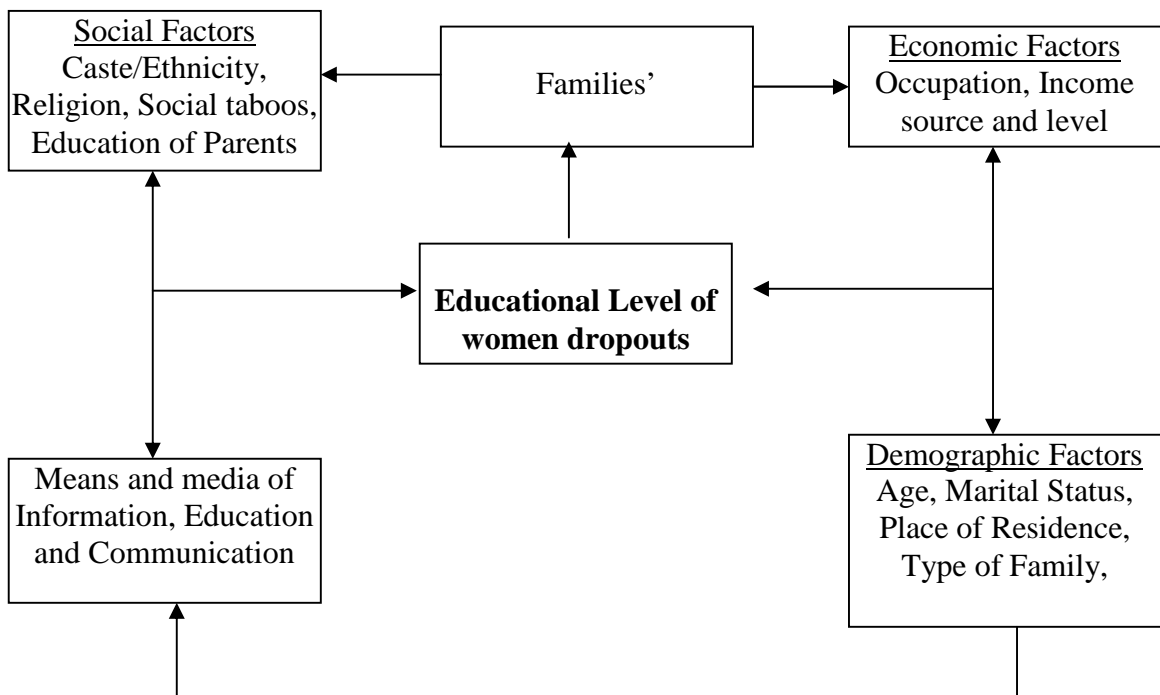 Social Factors
Caste/Ethnicity,
Religion, Social taboos,
Education of Parents
Families’
Economic Factors
Occupation, Income
source and level
Educational Level of
women dropouts
Means and media of
Information, Education
and Communication
Demographic Factors
Age, Marital Status,
Place of Residence,
Type of Family,